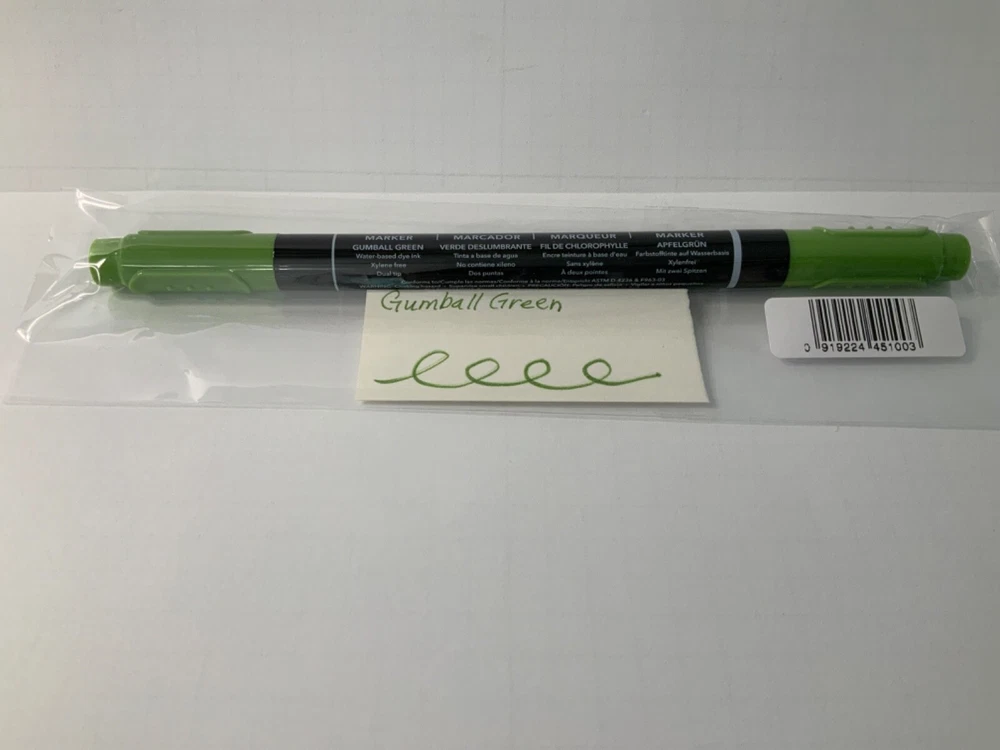 MARKER
GUMBALL GREEN
Water-based dye ink
Xylene free
Dual tip
MARCADOR
VERDE DESLUMBRANTE
Tinta a base de agua
No contiene xileno
Dos puntas
MARQUEUR
FIL DE CHLOROPHYLLE
Encre teinture à base d'eau
Sans xylène
À deux pointes
MARKER
APFELGRÜN
Farbstofftinte auf Wasserbasis
Xylenfrei
Mit zwei Spitzen
Gumball Green
0 919224 451003